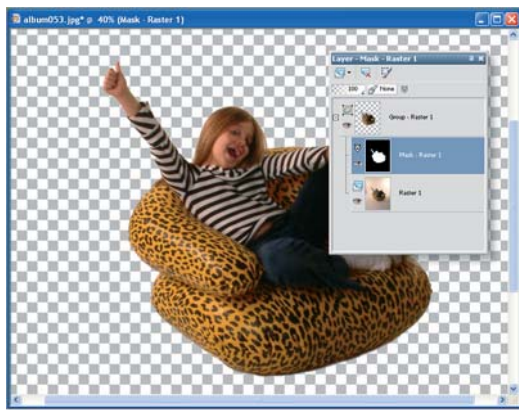 album053.jpg* @ 40% (Mask - Raster 1)
Layer - Mask - Raster 1
100
None
Group - Raster 1
Mask - Raster 1
Raster 1